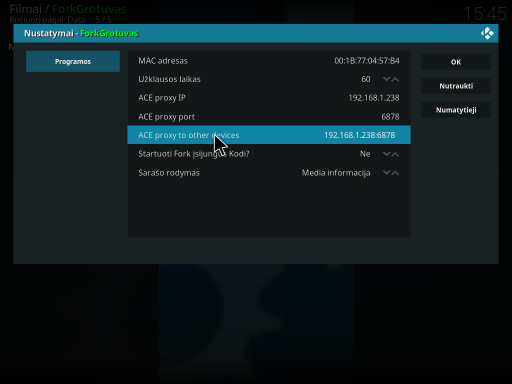 Filmai / ForkGrotuvas
Rūšiuoti pagal: Data · 5 / 5
15:45
Nustatymai - ForkGrotuvas
Programos
MAC adresas 00:1B:77:04:57:B4
Užklausos laikas 60
ACE proxy IP 192.168.1.238
ACE proxy port 6878
ACE proxy to other devices 192.168.1.238:6878
Startuoti Fork įsijungus Kodi? Ne
Sarašo rodymas Media informacija
OK
Nutraukti
Numatytieji